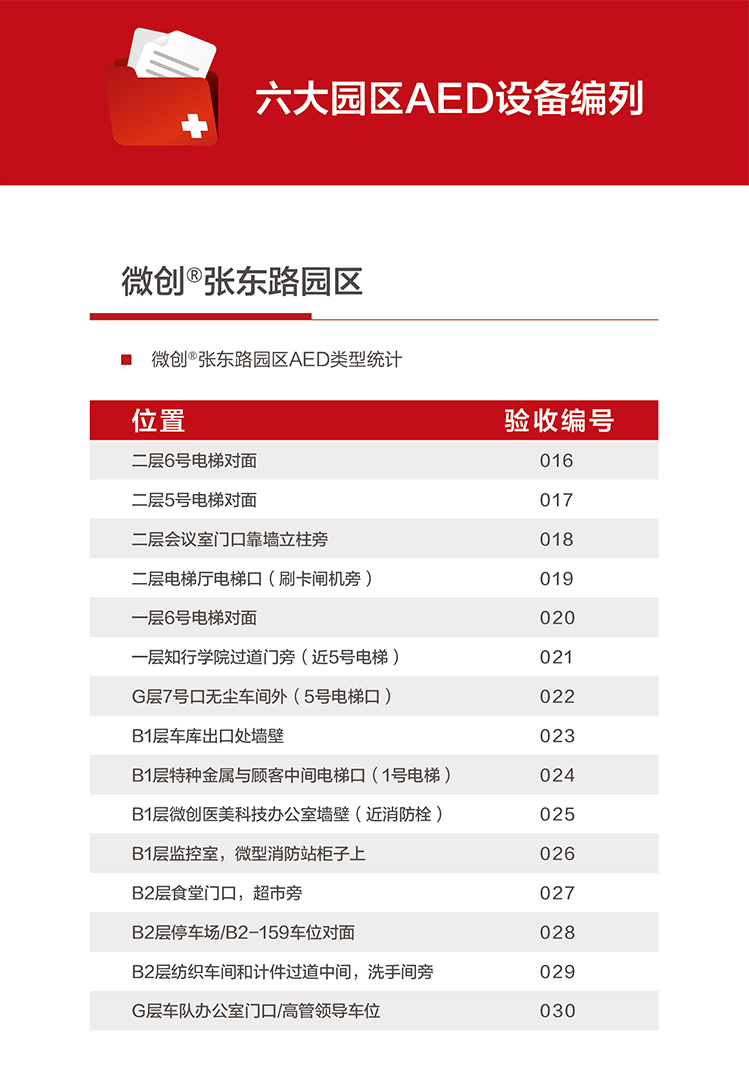 六大园区AED设备编列
微创®张东路园区
■ 微创®张东路园区AED类型统计
位置 验收编号
二层6号电梯对面 016
二层5号电梯对面 017
二层会议室门口靠墙立柱旁 018
二层电梯厅电梯口（刷卡闸机旁） 019
一层6号电梯对面 020
一层知行学院过道门旁（近5号电梯） 021
G层7号口无尘车间外（5号电梯口） 022
B1层车库出口处墙壁 023
B1层特种金属与顾客中间电梯口（1号电梯） 024
B1层微创医美科技办公室墙壁（近消防栓） 025
B1层监控室，微型消防站柜子上 026
B2层食堂门口，超市旁 027
B2层停车场/B2-159车位对面 028
B2层纺织车间和计件过道中间，洗手间旁 029
G层车队办公室门口/高管领导车位 030